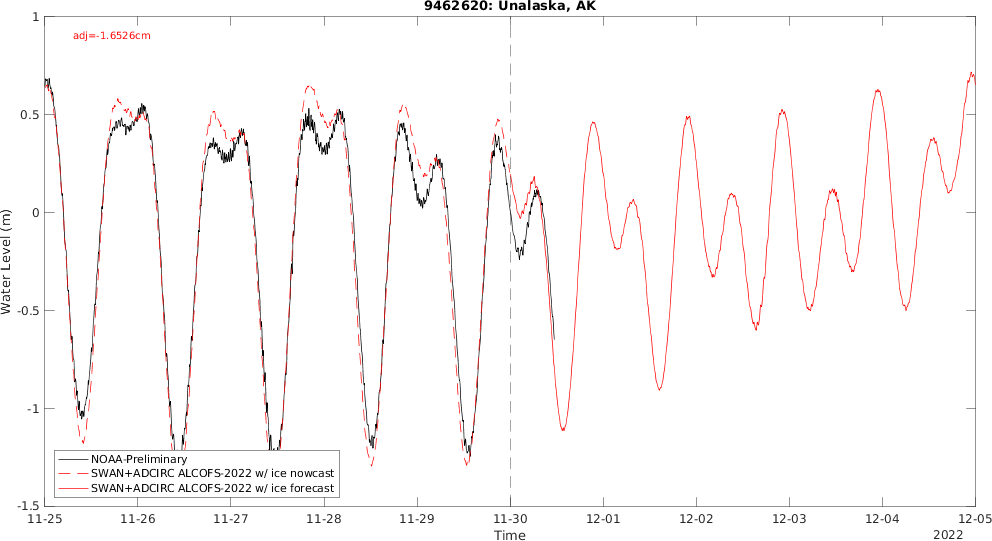 9462620: Unalaska, AK
1
adj=-1.6526cm
0.5
0
-0.5
-1
-1.5
Water Level (m)
NOAA-Preliminary
SWAN+ADCIRC ALCOFS-2022 w/ ice nowcast
SWAN+ADCIRC ALCOFS-2022 w/ ice forecast
11-25 11-26 11-27 11-28 11-29 11-30 12-01 12-02 12-03 12-04 12-05
Time
2022